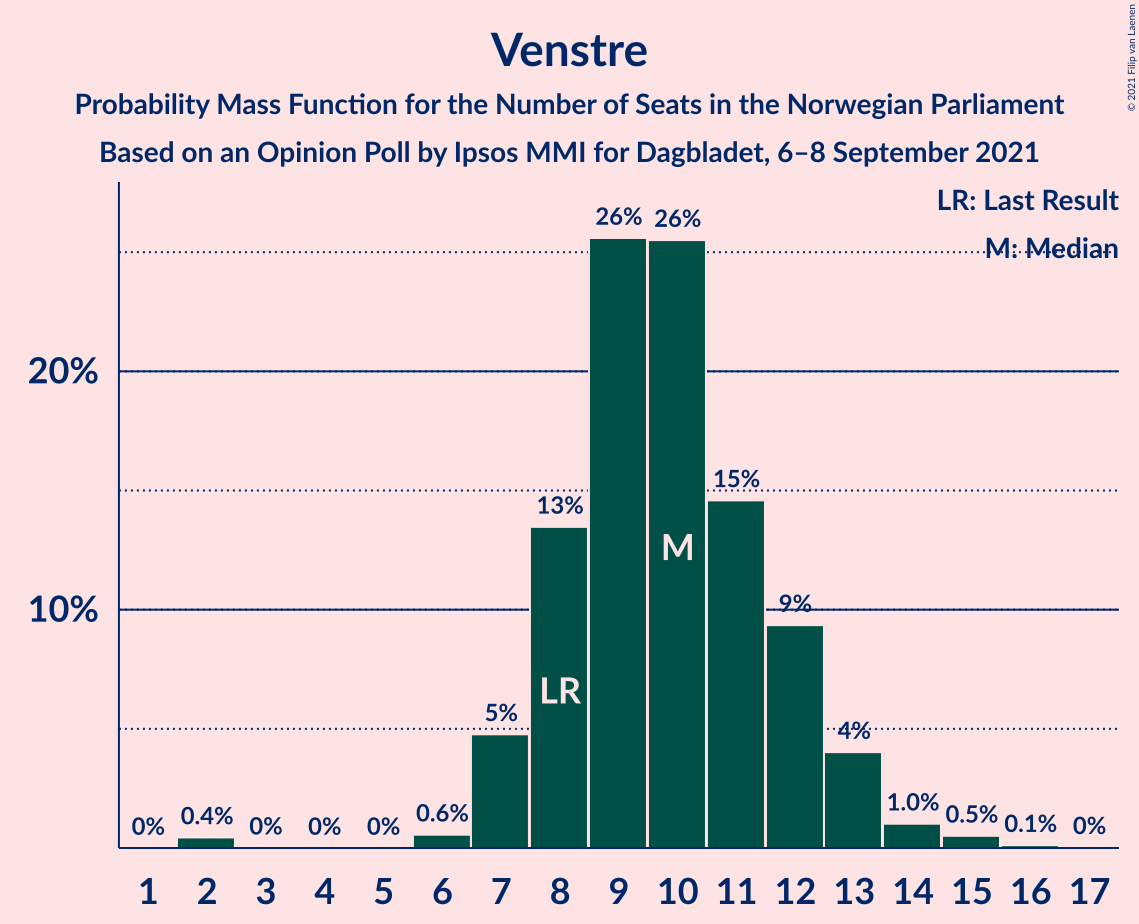 Venstre
Probability Mass Function for the Number of Seats in the Norwegian Parliament
Based on an Opinion Poll by Ipsos MMI for Dagbladet, 6–8 September 2021
© 2021 Filip van Laenen
LR: Last Result
M: Median
20%
10%
0%
0.4%
0%
0%
0%
0.6%
5%
13%
26%
26%
15%
9%
4%
1.0%
0.5%
0.1%
0%
LR
M
1 2 3 4 5 6 7 8 9 10 11 12 13 14 15 16 17